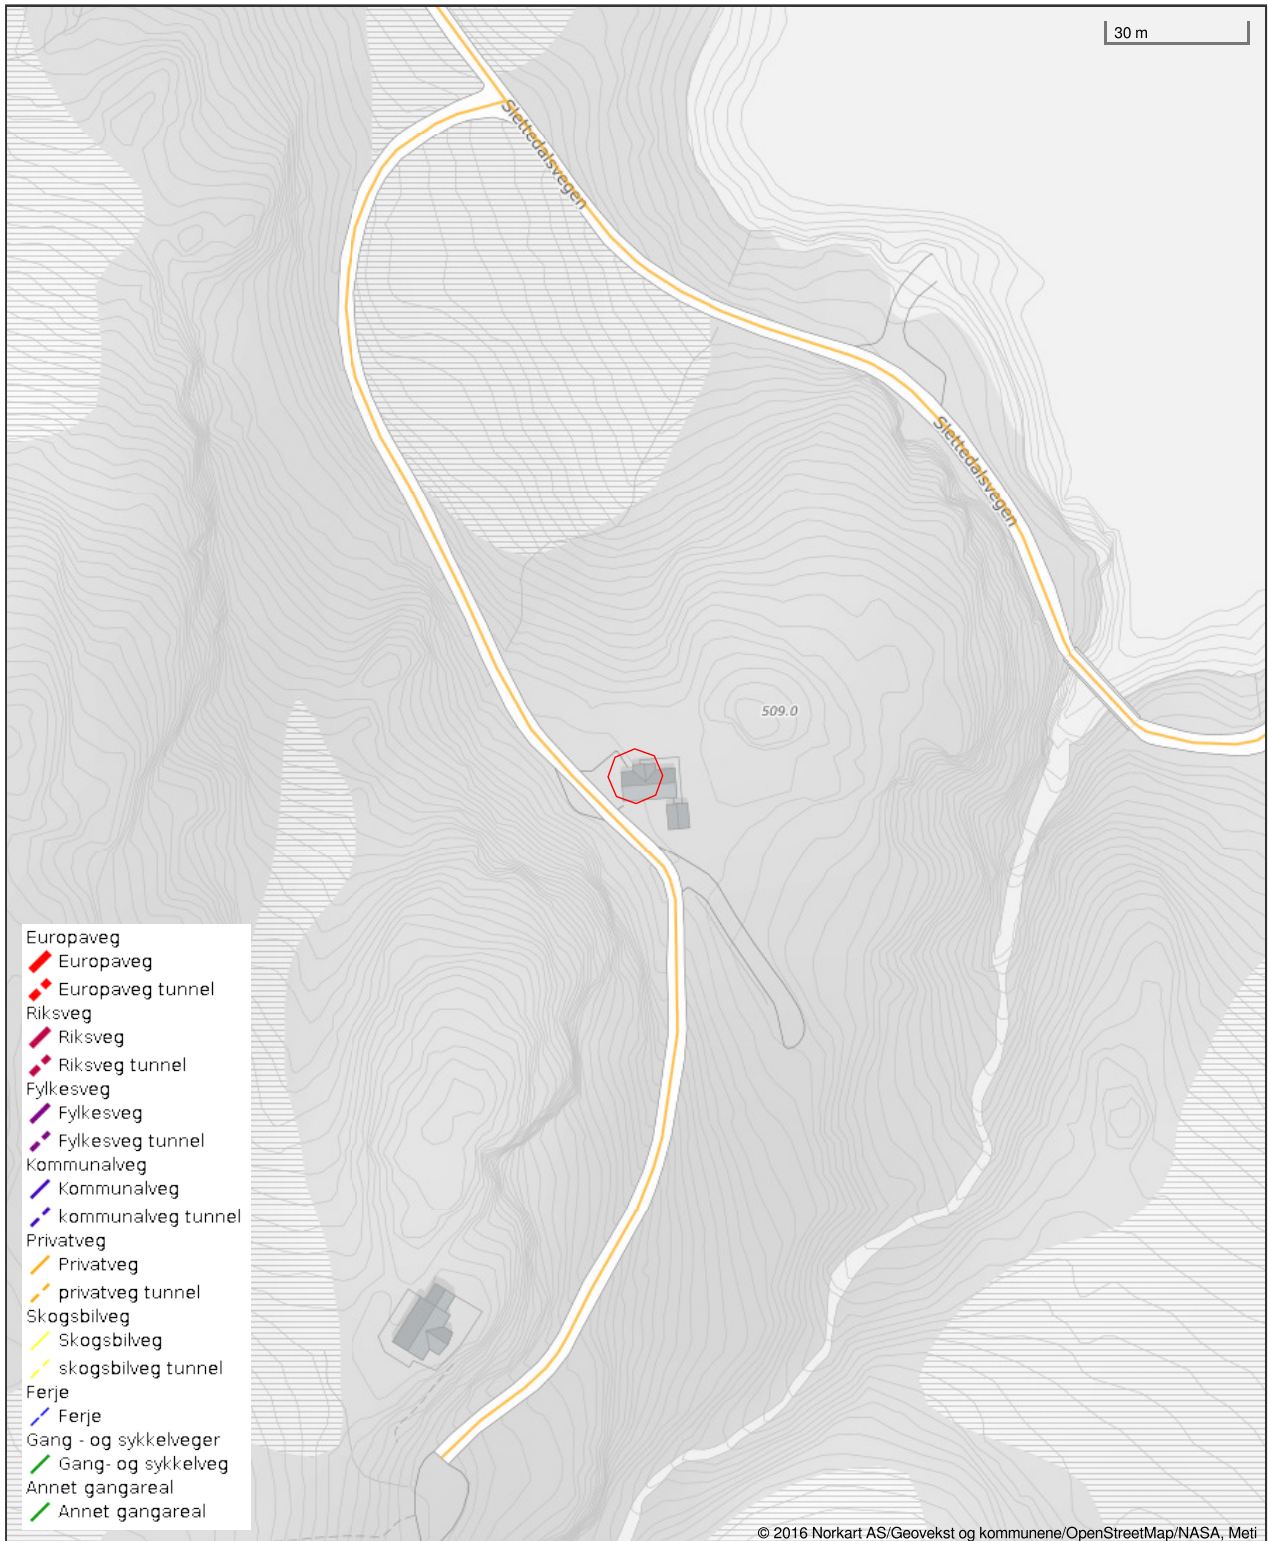 30 m
Slettedalsvegen
Slettedalsvegen
509.0
Europaveg
Europaveg
Europaveg tunnel
Riksveg
Riksveg
Riksveg tunnel
Fylkesveg
Fylkesveg
Fylkesveg tunnel
Kommunalveg
Kommunalveg
kommunalveg tunnel
Privatveg
Privatveg
privatveg tunnel
Skogsbilveg
Skogsbilveg
skogsbilveg tunnel
Ferje
Ferje
Gang - og sykkelveger
Gang- og sykkelveg
Annet gangareal
Annet gangareal
© 2016 Norkart AS/Geovekst og kommunene/OpenStreetMap/NASA, Meti